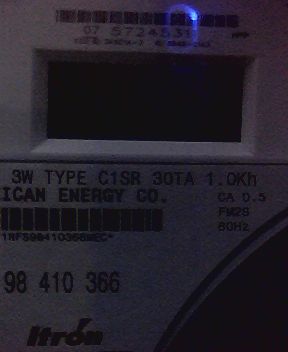 07 5724531
3W TYPE C1SR 30TA 1.0Kh
ICAN ENERGY CO.
CA 0.5
FM2S
60Hz
98 410 366
Itron